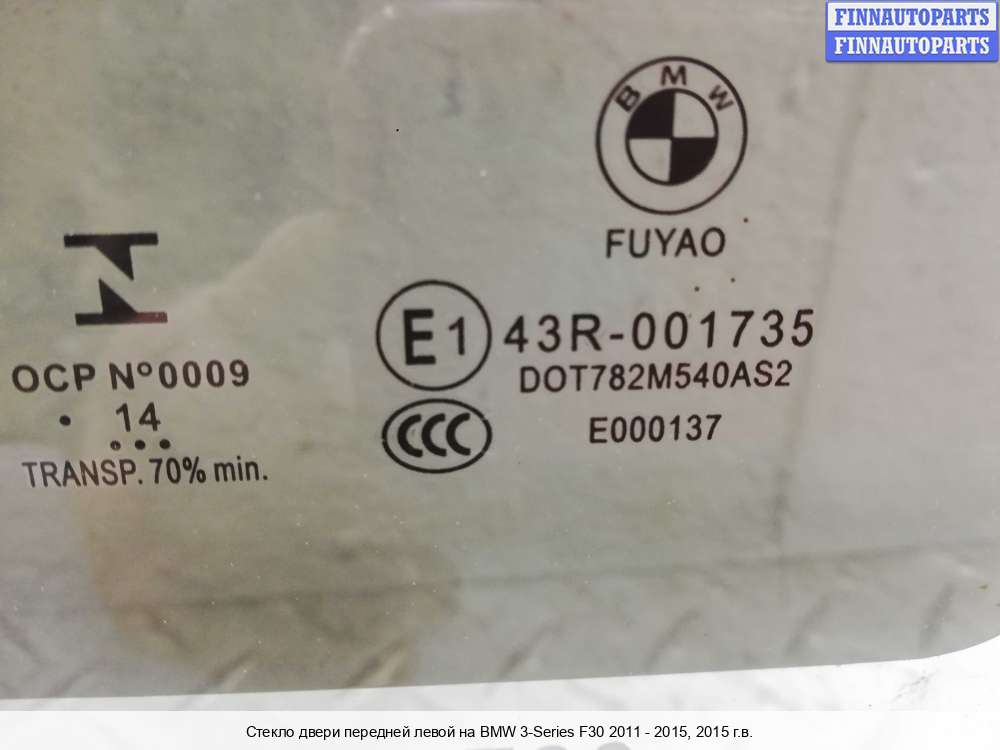 FINNAUTOPARTS
FINNAUTOPARTS
BMW
FUYAO
E1 43R-001735
DOT782M540AS2
CCC E000137
OCP Nº0009
. 14
...
TRANSP. 70% min.
Стекло двери передней левой на BMW 3-Series F30 2011 - 2015, 2015 г.в.